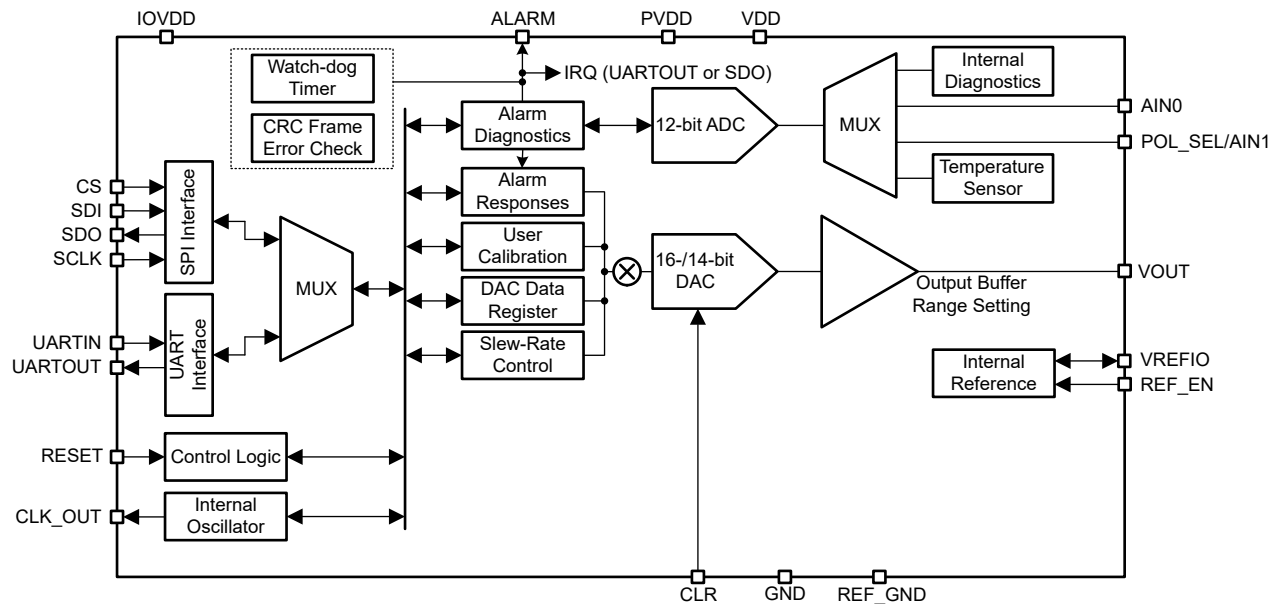 IOVDD
ALARM
PVDD
VDD
Watch-dog
Timer
CRC Frame
Error Check
IRQ (UARTOUT or SDO)
Alarm
Diagnostics
12-bit ADC
MUX
Internal
Diagnostics
AIN0
POL_SEL/AIN1
Temperature
Sensor
CS
SDI
SDO
SCLK
SPI Interface
Alarm
Responses
User
Calibration
MUX
DAC Data
Register
Slew-Rate
Control
16-/14-bit
DAC
Output Buffer
Range Setting
VOUT
UARTIN
UARTOUT
UART
Interface
Internal
Reference
VREFIO
REF_EN
RESET
Control Logic
CLK_OUT
Internal
Oscillator
CLR
GND
REF_GND